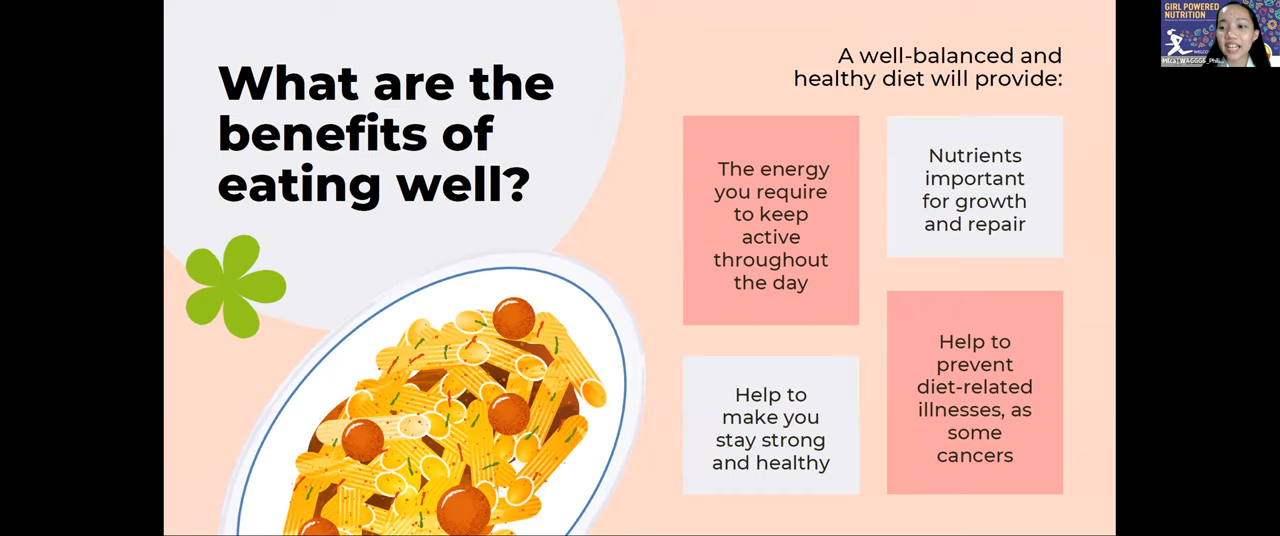 What are the
benefits of
eating well?
A well-balanced and
healthy diet will provide:
The energy
you require
to keep
active
throughout
the day
Nutrients
important
for growth
and repair
Help to
make you
stay strong
and healthy
Help to
prevent
diet-related
illnesses, as
some
cancers
GIRL POWERED
NUTRITION